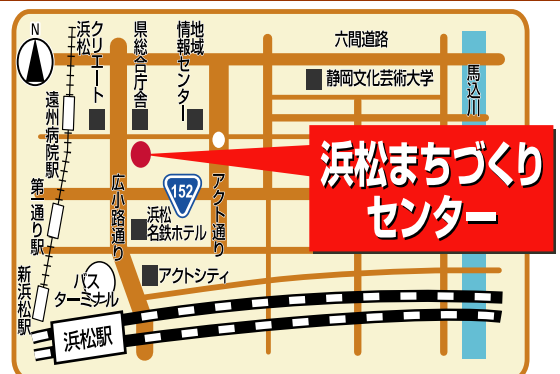 N
クリエート
浜松
県総合庁舎
地域
情報センター
六間道路
静岡文化芸術大学
馬込川
遠州病院駅
浜松まちづくり
センター
第一通り駅
広小路通り
152
アクト通り
浜松
名鉄ホテル
新浜松駅
バス
ターミナル
アクトシティ
浜松駅